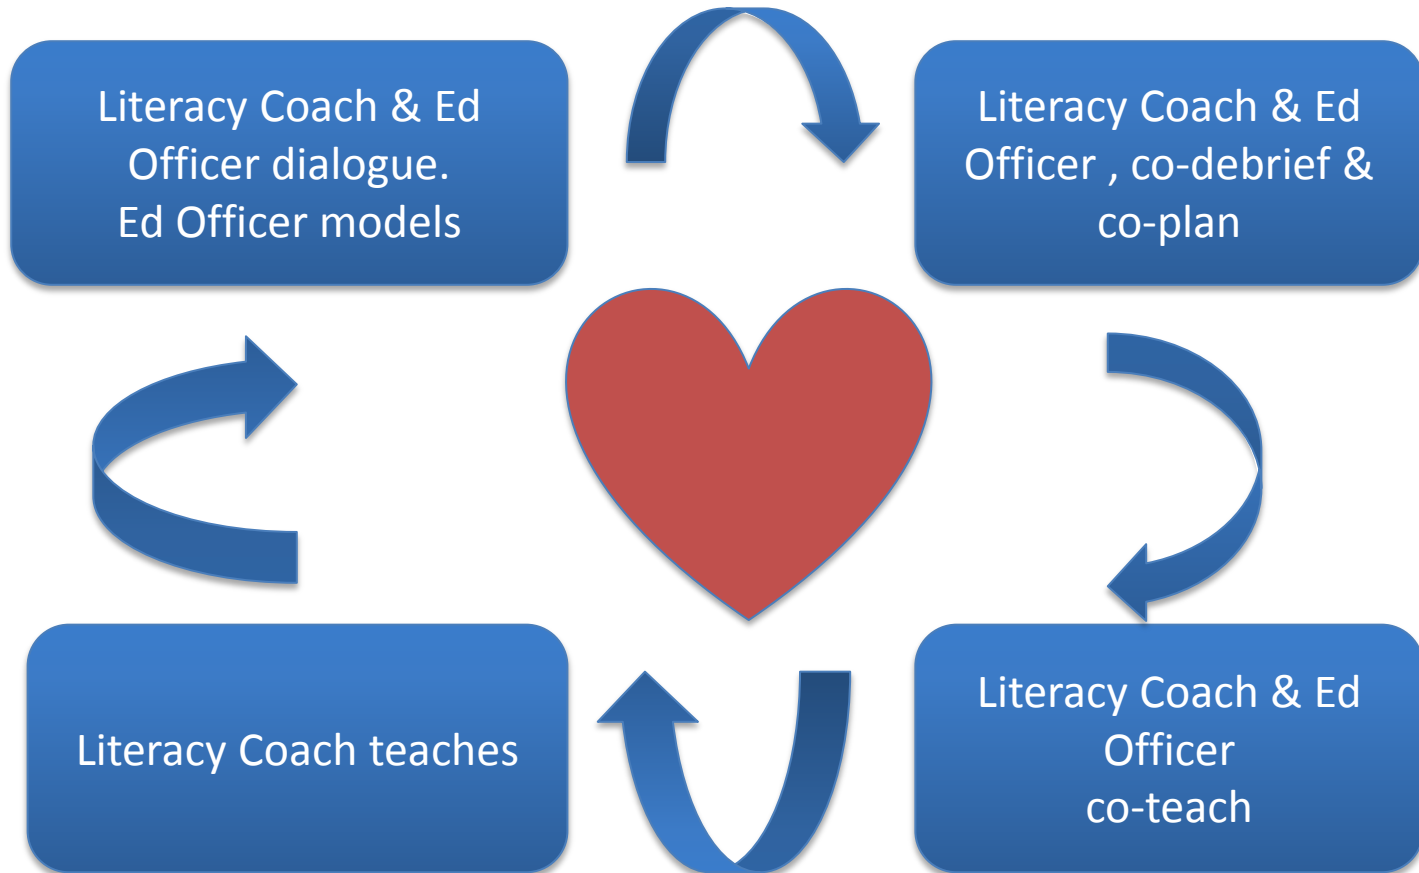 Literacy Coach & Ed
Officer dialogue.
Ed Officer models
Literacy Coach & Ed
Officer , co-debrief &
co-plan
Literacy Coach teaches
Literacy Coach & Ed
Officer
co-teach